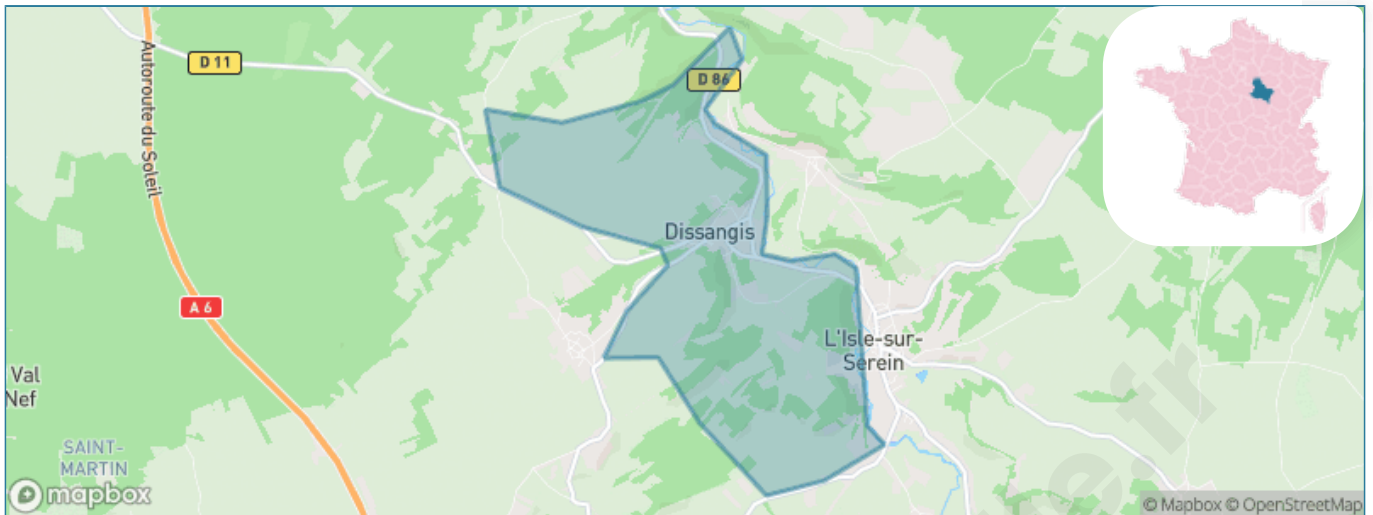 D 11
D 86
Autoroute du Soleil
Dissangis
A 6
L'Isle-sur-
Serein
Val
Nef
SAINT-
MARTIN
mapbox
© Mapbox © OpenStreetMap